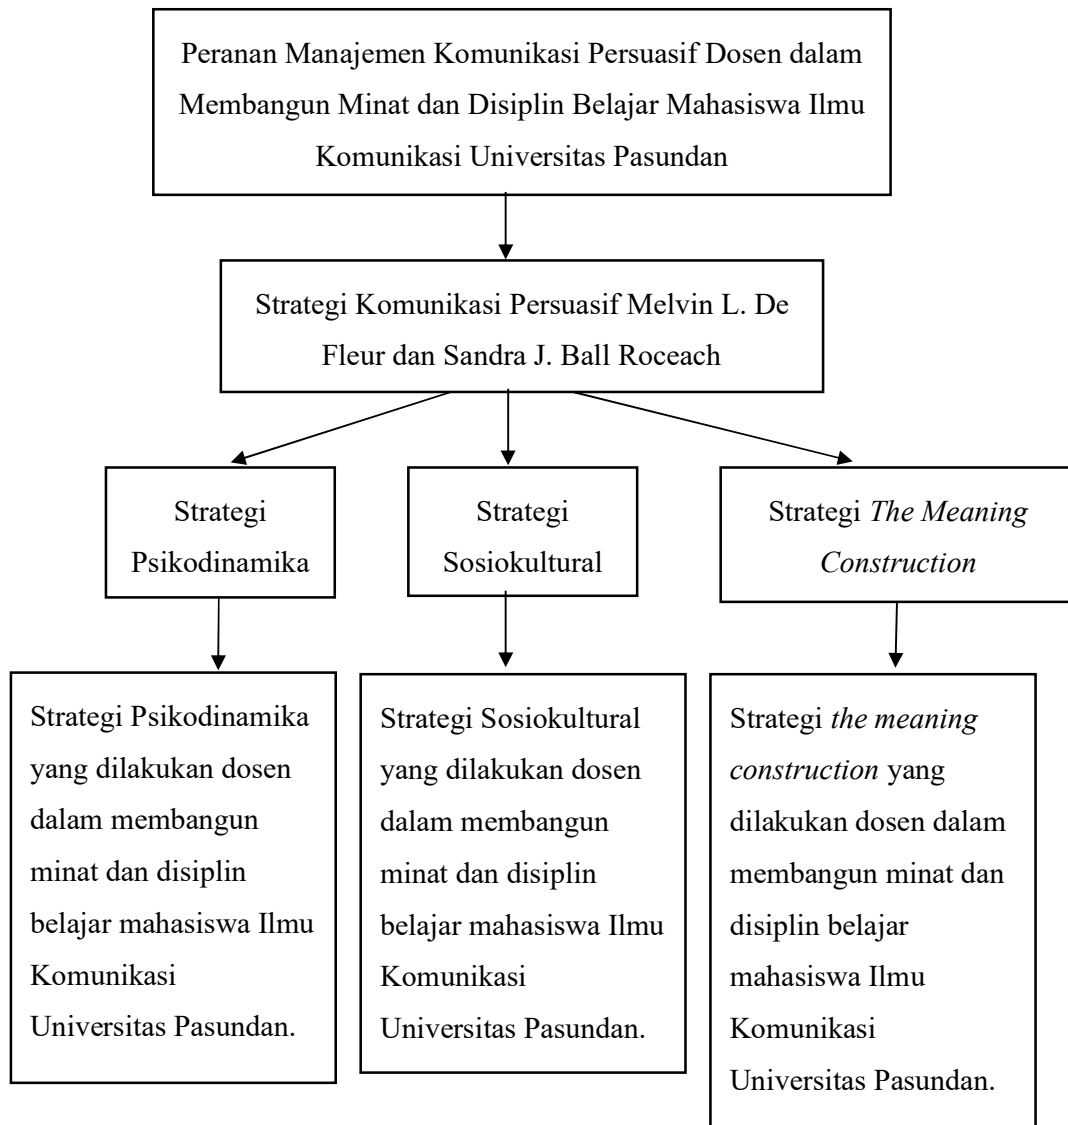 Peranan Manajemen Komunikasi Persuasif Dosen dalam
Membangun Minat dan Disiplin Belajar Mahasiswa Ilmu
Komunikasi Universitas Pasundan
Strategi Komunikasi Persuasif Melvin L. De
Fleur dan Sandra J. Ball Roceach
Strategi
Psikodinamika
Strategi
Sosiokultural
Strategi The Meaning
Construction
Strategi Psikodinamika
yang dilakukan dosen
dalam membangun
minat dan disiplin
belajar mahasiswa Ilmu
Komunikasi
Universitas Pasundan.
Strategi Sosiokultural
yang dilakukan dosen
dalam membangun
minat dan disiplin
belajar mahasiswa Ilmu
Komunikasi
Universitas Pasundan.
Strategi the meaning
construction yang
dilakukan dosen dalam
membangun minat dan
disiplin belajar
mahasiswa Ilmu
Komunikasi
Universitas Pasundan.